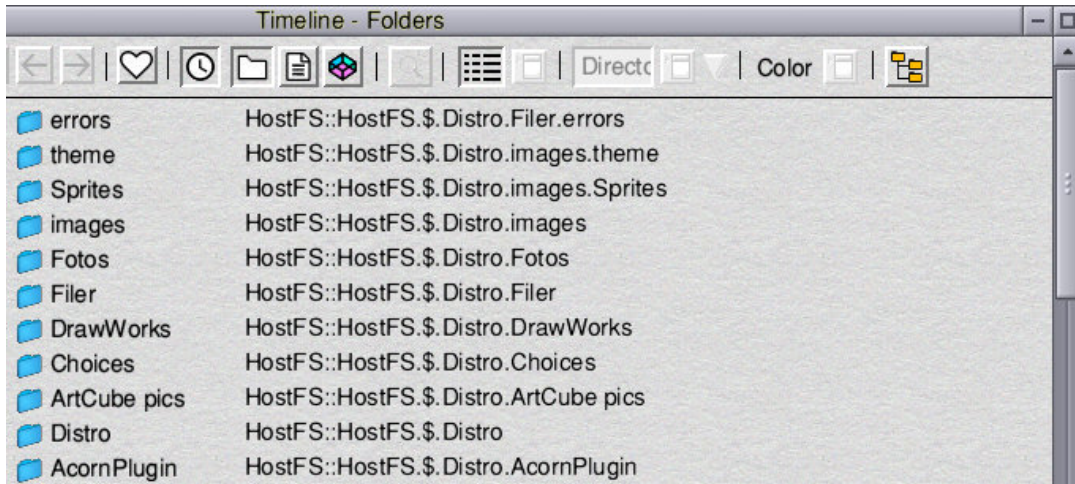 Timeline - Folders
Directo Color
errors HostFS::HostFS.$.Distro.Filer.errors
theme HostFS::HostFS.$.Distro.images.theme
Sprites HostFS::HostFS.$.Distro.images.Sprites
images HostFS::HostFS.$.Distro.images
Fotos HostFS::HostFS.$.Distro.Fotos
Filer HostFS::HostFS.$.Distro.Filer
DrawWorks HostFS::HostFS.$.Distro.DrawWorks
Choices HostFS::HostFS.$.Distro.Choices
ArtCube pics HostFS::HostFS.$.Distro.ArtCube pics
Distro HostFS::HostFS.$.Distro
AcornPlugin HostFS::HostFS.$.Distro.AcornPlugin